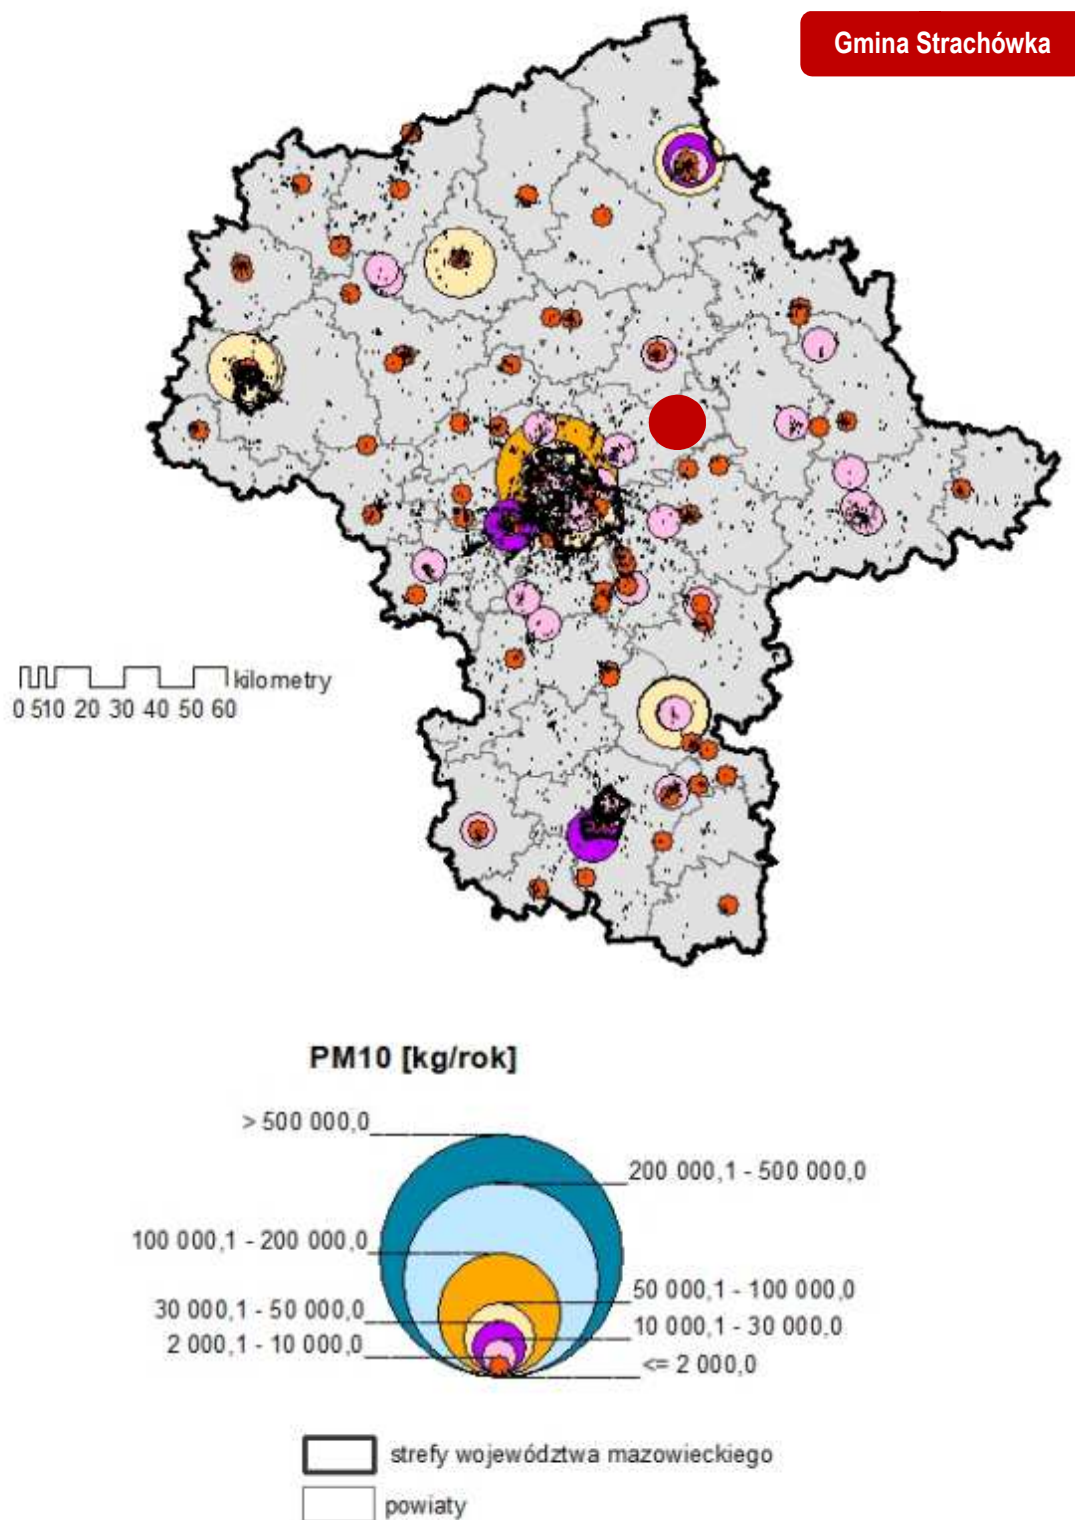 Gmina Strachówka
kilometry
0 510 20 30 40 50 60
PM10 [kg/rok]
> 500 000,0
200 000,1 - 500 000,0
100 000,1 - 200 000,0
50 000,1 - 100 000,0
30 000,1 - 50 000,0
10 000,1 - 30 000,0
2 000,1 - 10 000,0
<= 2 000,0
strefy województwa mazowieckiego
powiaty